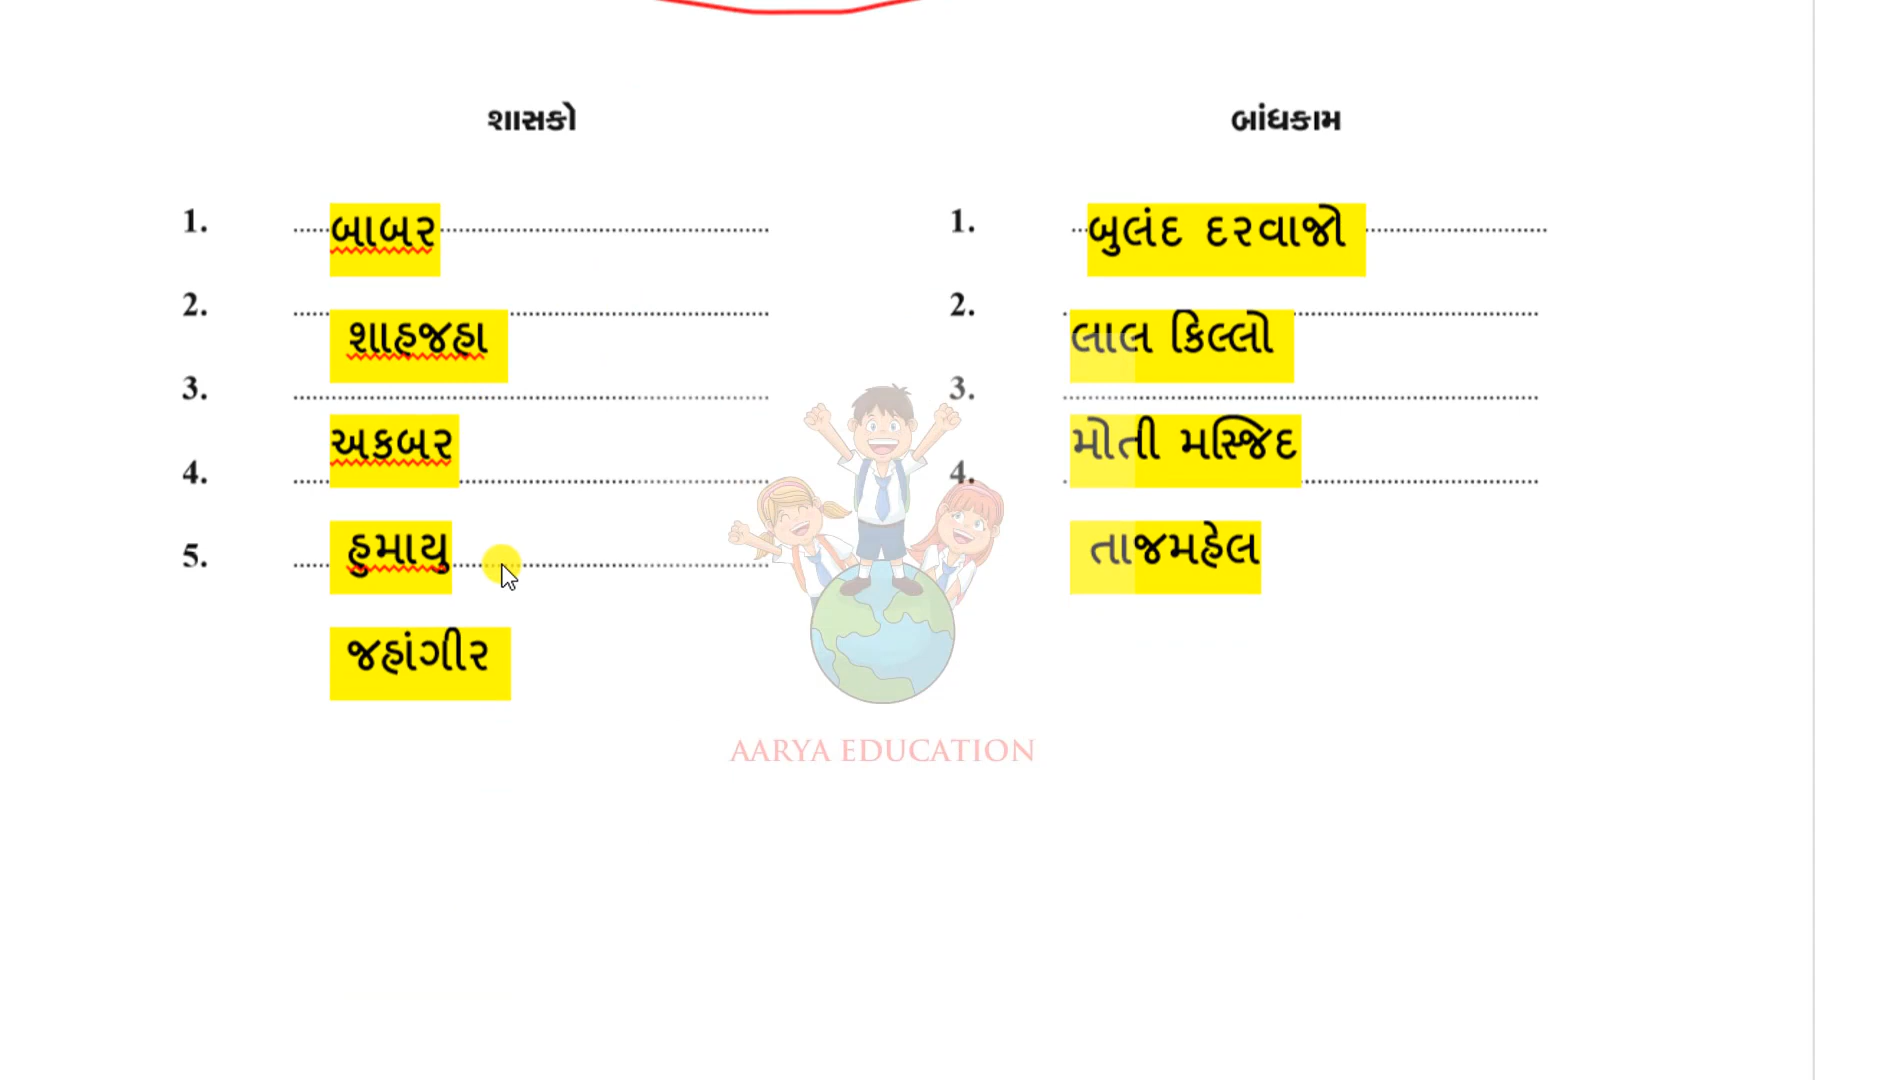 શાસકો
બાંધકામ
1. બાબર
1. બુલંદ દરવાજો
2. શાહજહા
2. લાલ કિલ્લો
3. અકબર
3. મોતી મસ્જિદ
4. હુમાયુ
4. તાજમહેલ
5. જહાંગીર
AARYA EDUCATION